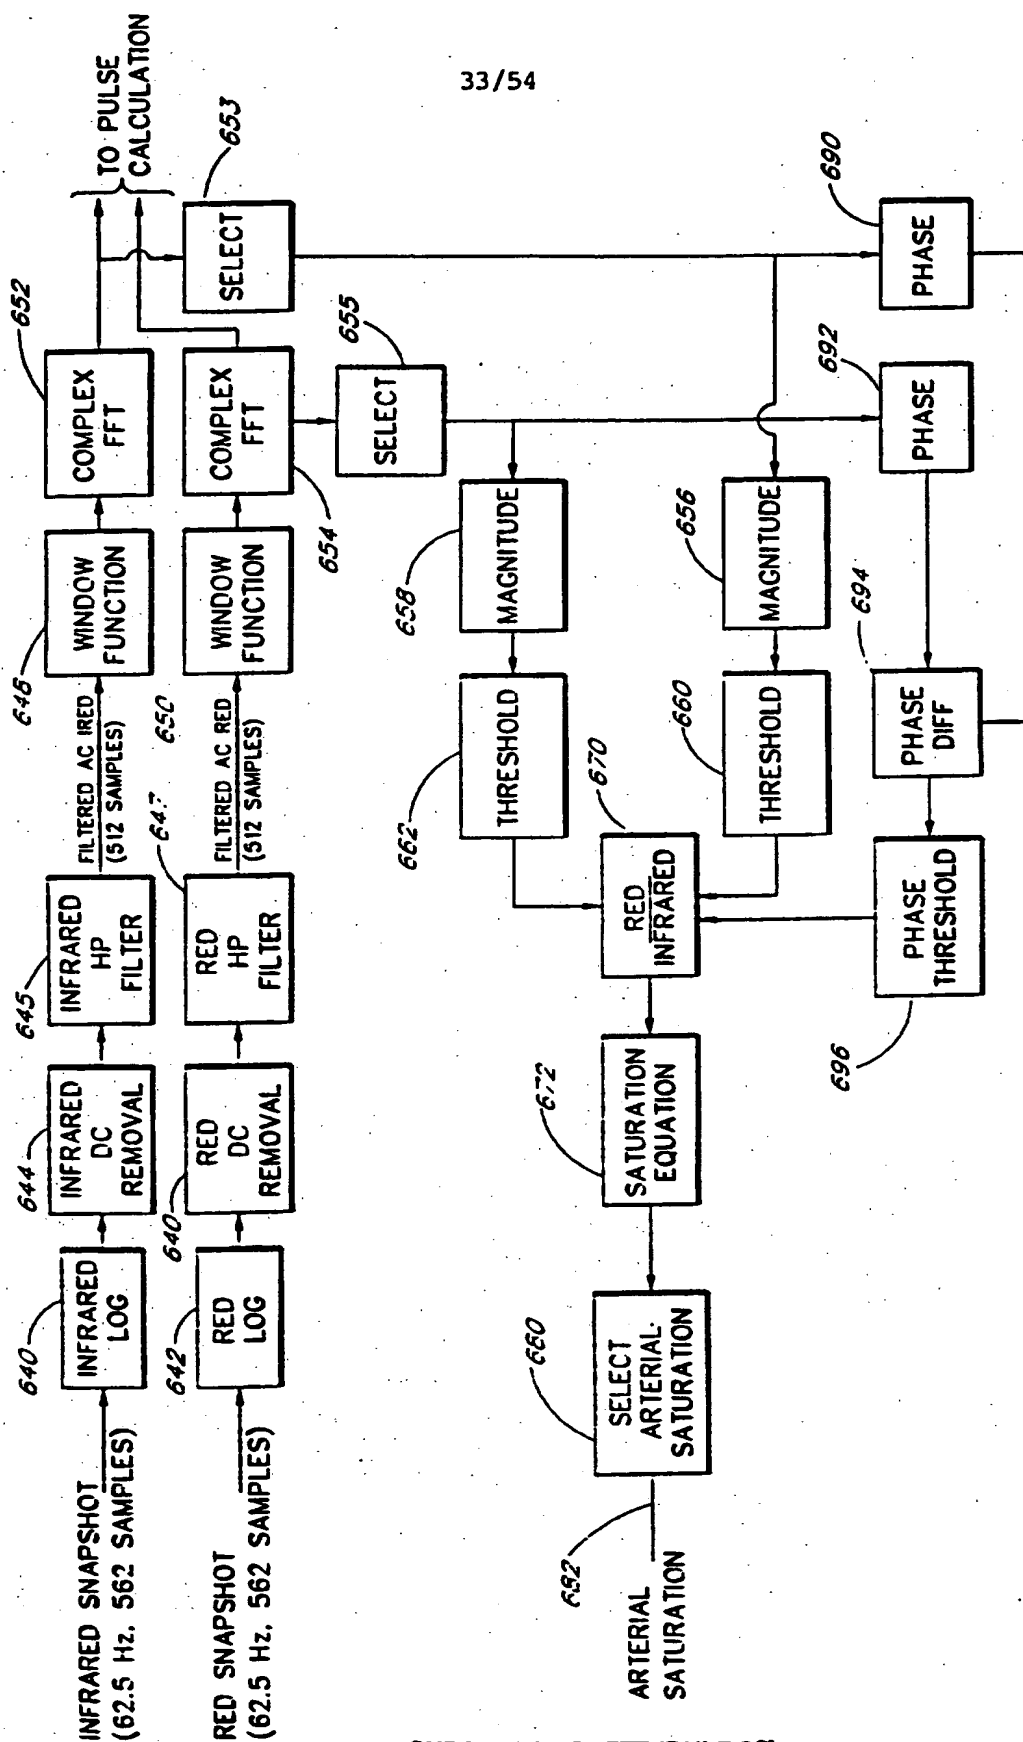 33/54
INFRARED SNAPSHOT
(62.5 Hz, 562 SAMPLES)
640
INFRARED
LOG
644
INFRARED
DC
REMOVAL
645
INFRARED
HP
FILTER
FILTERED AC IRED
(512 SAMPLES)
646
WINDOW
FUNCTION
652
COMPLEX
FFT
TO PULSE
CALCULATION
RED SNAPSHOT
(62.5 Hz, 562 SAMPLES)
642
RED
LOG
640
RED
DC
REMOVAL
647
RED
HP
FILTER
FILTERED AC RED
(512 SAMPLES)
650
WINDOW
FUNCTION
654
COMPLEX
FFT
653
SELECT
655
SELECT
658
MAGNITUDE
662
THRESHOLD
656
MAGNITUDE
660
THRESHOLD
670
RED
INFRARED
672
SATURATION
EQUATION
680
SELECT
ARTERIAL
SATURATION
682
ARTERIAL
SATURATION
690
PHASE
692
PHASE
694
PHASE
DIFF
PHASE
THRESHOLD
696